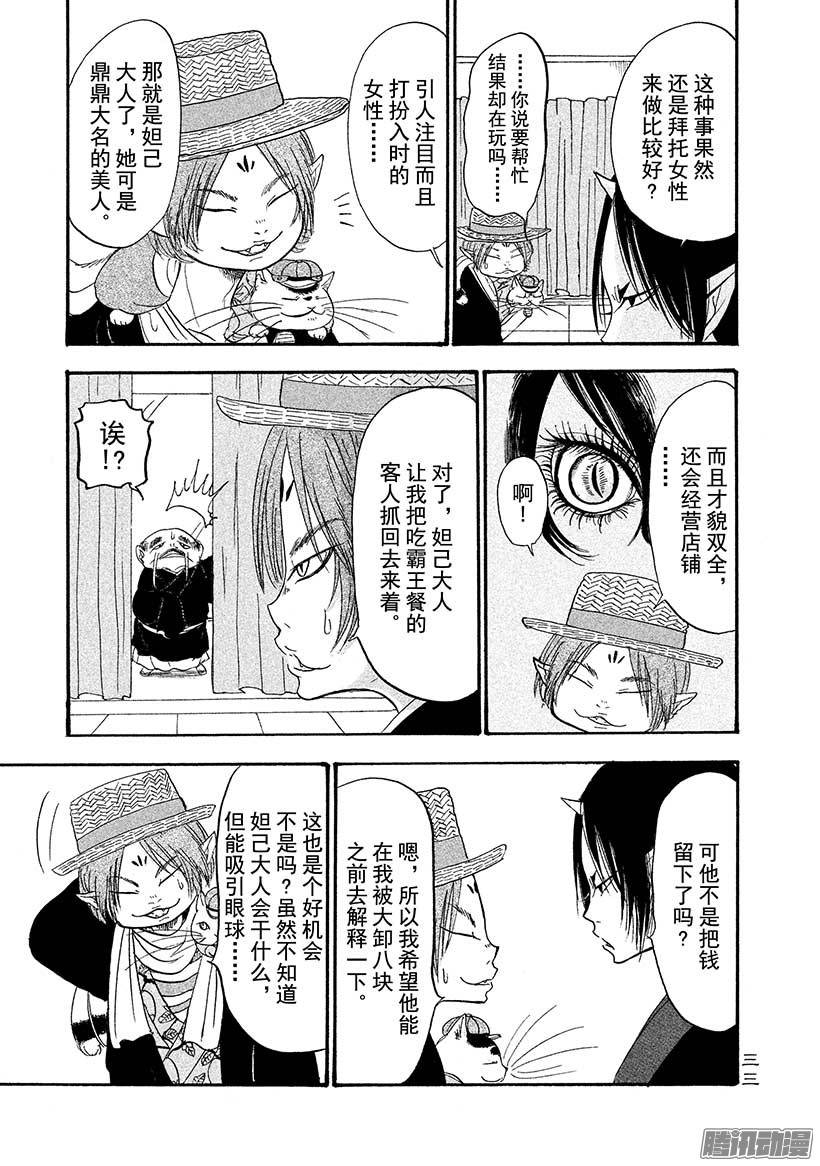 这种事果然
还是拜托女性
来做比较好?
……你说要帮忙
结果却在玩吗……
引人注目而且
打扮入时的
女性……
那就是妲己
大人了,她可是
鼎鼎大名的美人。
而且才貌双全,
还会经营店铺
……
啊!
对了,妲己大人
让我把吃霸王餐的
客人抓回去来着。
诶!?
可他不是把钱
留下了吗?
嗯,所以我希望他能
在我被大卸八块
之前去解释一下。
这也是个好机会
不是吗?虽然不知道
妲己大人会干什么,
但能吸引眼球……
三三
腾讯动漫